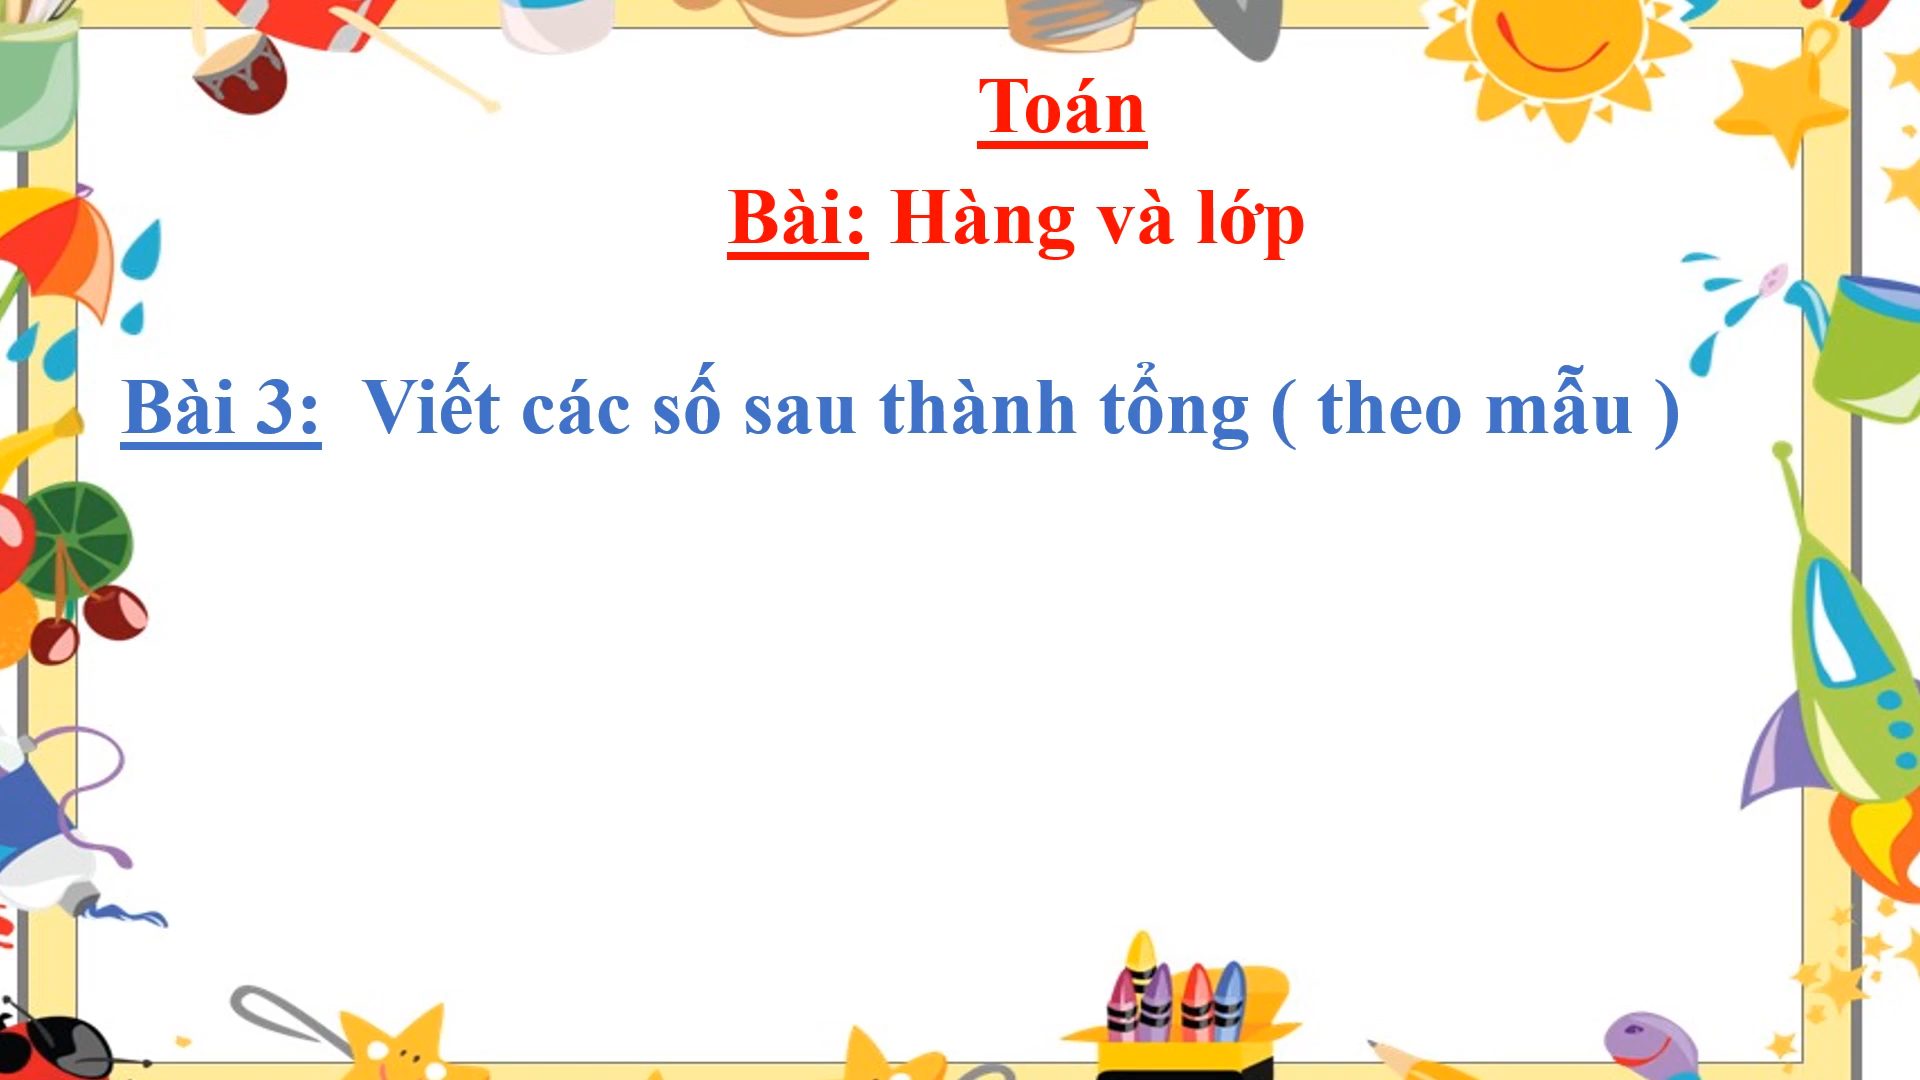 Toán
Bài: Hàng và lớp
Bài 3: Viết các số sau thành tổng ( theo mẫu )